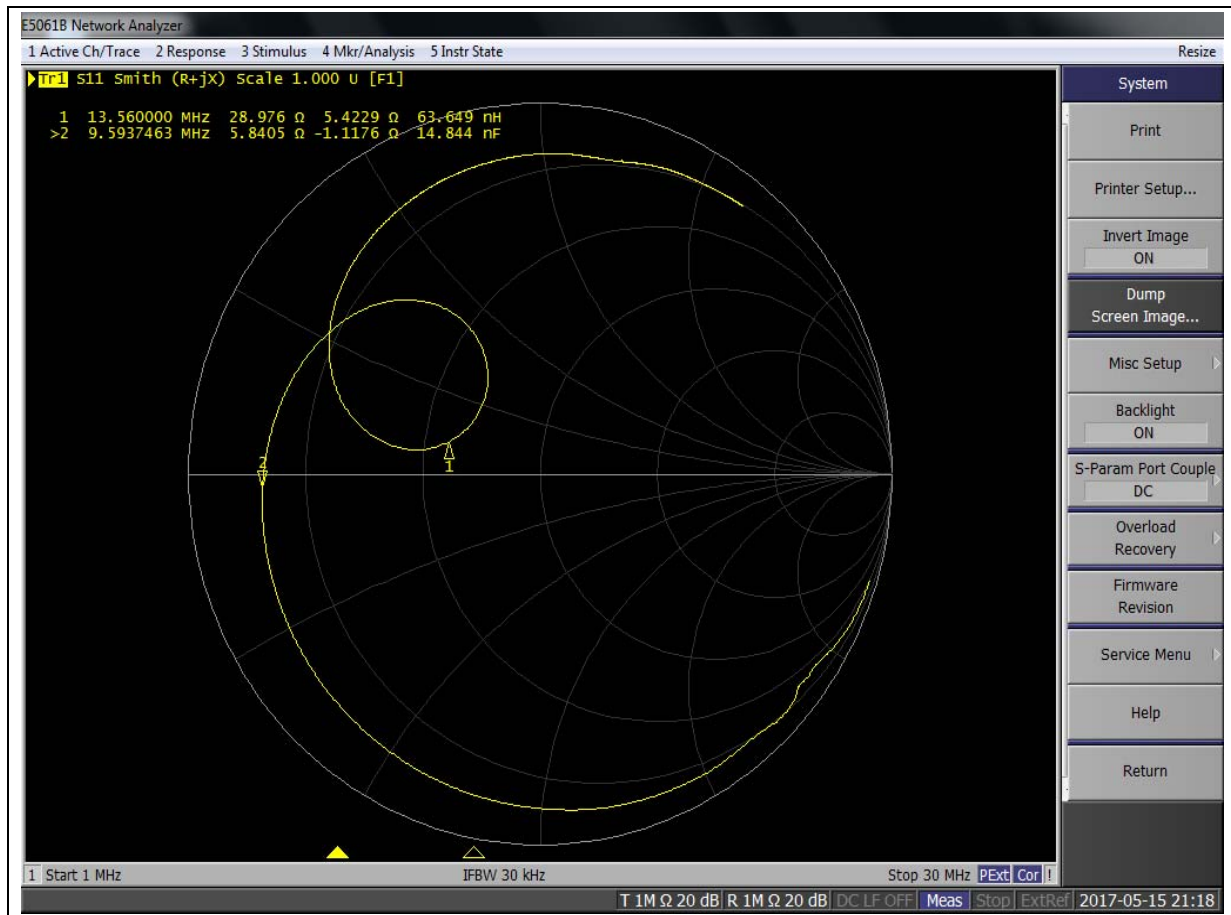 E5061B Network Analyzer
1 Active Ch/Trace 2 Response 3 Stimulus 4 Mkr/Analysis 5 Instr State Resize
Tr1 S11 Smith (R+jX) Scale 1.000 U [F1]
1 13.560000 MHz 28.976 Ω 5.4229 Ω 63.649 nH
>2 9.5937463 MHz 5.8405 Ω -1.1176 Ω 14.844 nF
2
1
System
Print
Printer Setup...
Invert Image
ON
Dump
Screen Image...
Misc Setup
Backlight
ON
S-Param Port Couple
DC
Overload
Recovery
Firmware
Revision
Service Menu
Help
Return
1 Start 1 MHz IFBW 30 kHz Stop 30 MHz PExt Cor !
T 1M Ω 20 dB R 1M Ω 20 dB DC LF OFF Meas Stop ExtRef 2017-05-15 21:18